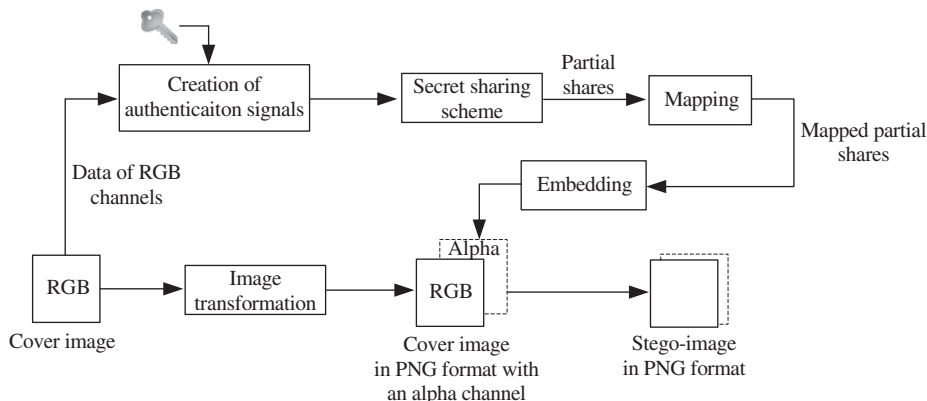 Creation of
authenticaiton signals
Secret sharing
scheme
Partial
shares
Mapping
Mapped partial
shares
Data of RGB
channels
Embedding
Alpha
RGB
Cover image
Image
transformation
RGB
Cover image
in PNG format with
an alpha channel
Stego-image
in PNG format